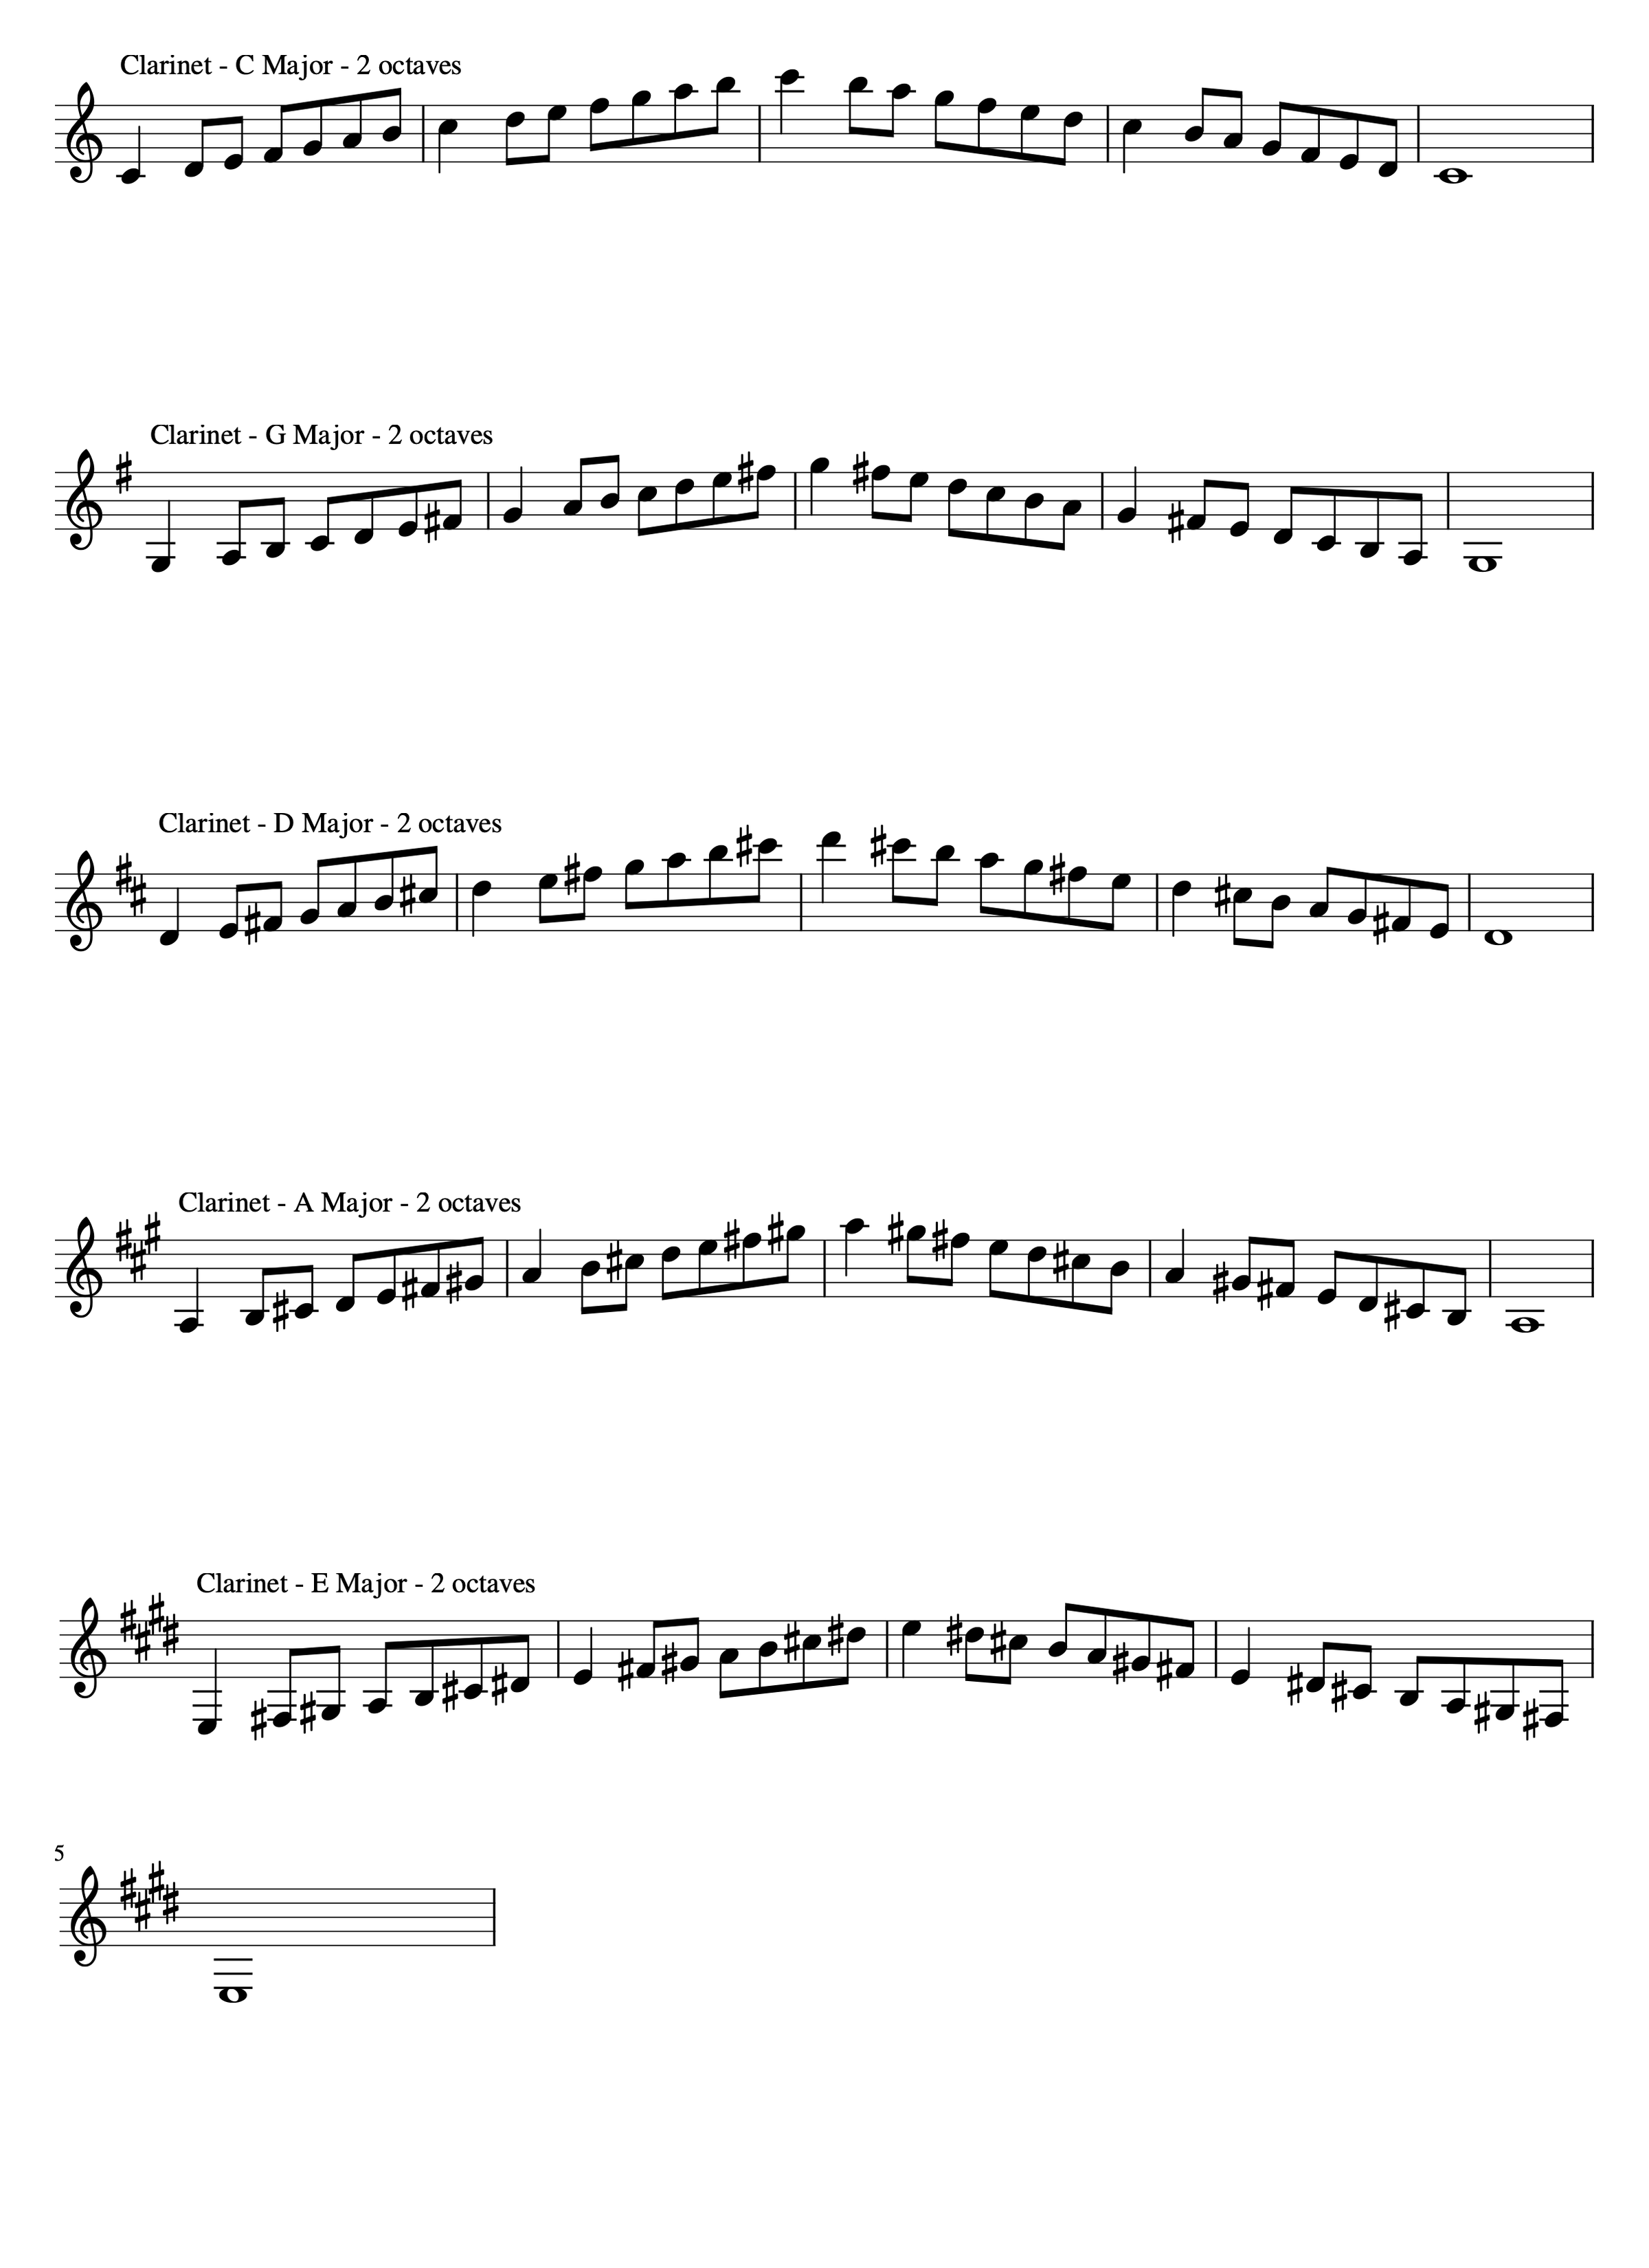 Clarinet - C Major - 2 octaves
Clarinet - G Major - 2 octaves
Clarinet - D Major - 2 octaves
Clarinet - A Major - 2 octaves
Clarinet - E Major - 2 octaves
5